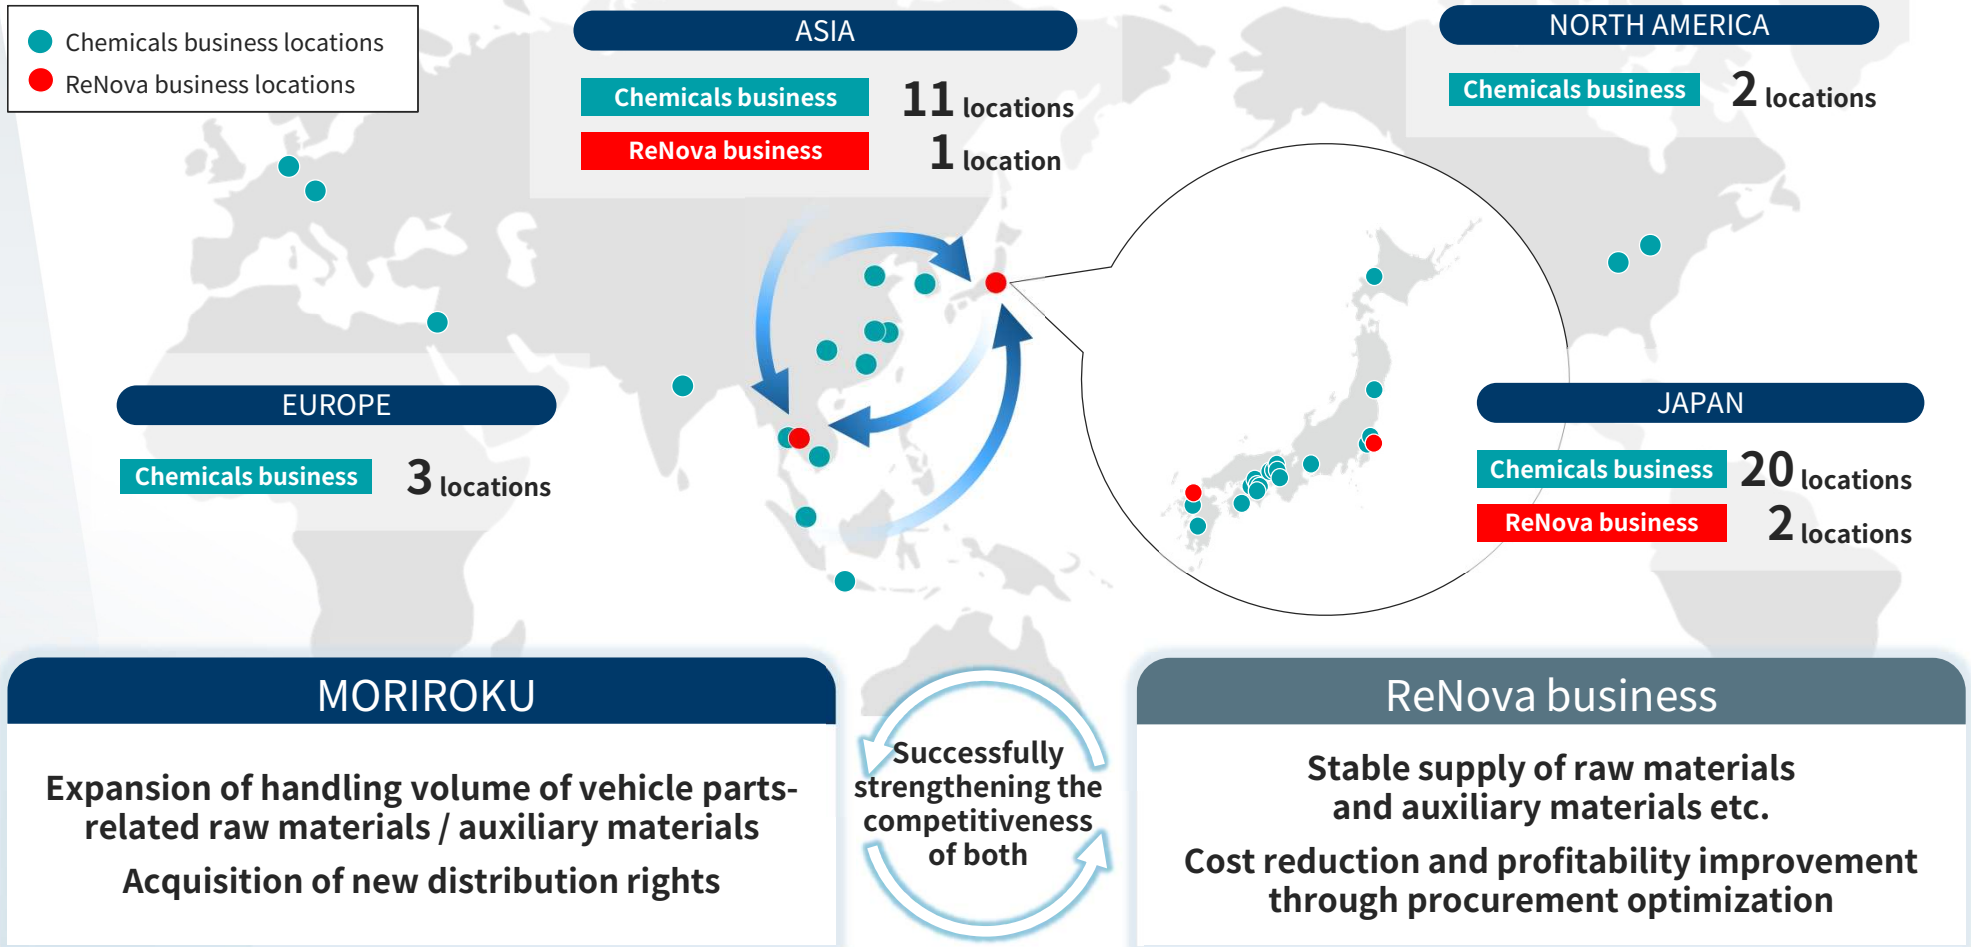 Chemicals business locations
ReNova business locations
ASIA
Chemicals business 11 locations
ReNova business 1 location
NORTH AMERICA
Chemicals business 2 locations
EUROPE
Chemicals business 3 locations
JAPAN
Chemicals business 20 locations
ReNova business 2 locations
MORIROKU
Expansion of handling volume of vehicle parts-
related raw materials / auxiliary materials
Acquisition of new distribution rights
Successfully
strengthening the
competitiveness
of both
ReNova business
Stable supply of raw materials
and auxiliary materials etc.
Cost reduction and profitability improvement
through procurement optimization